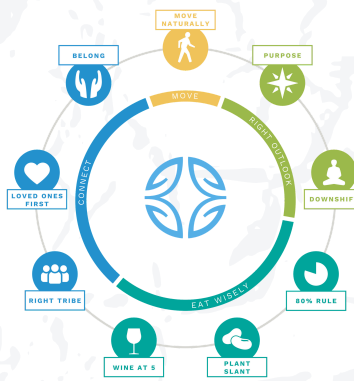 MOVE
NATURALLY
BELONG
PURPOSE
MOVE
RIGHT OUTLOOK
CONNECT
LOVED ONES
FIRST
DOWNSHIF
RIGHT TRIBE
80% RULE
EAT WISELY
WINE AT 5
PLANT
SLANT